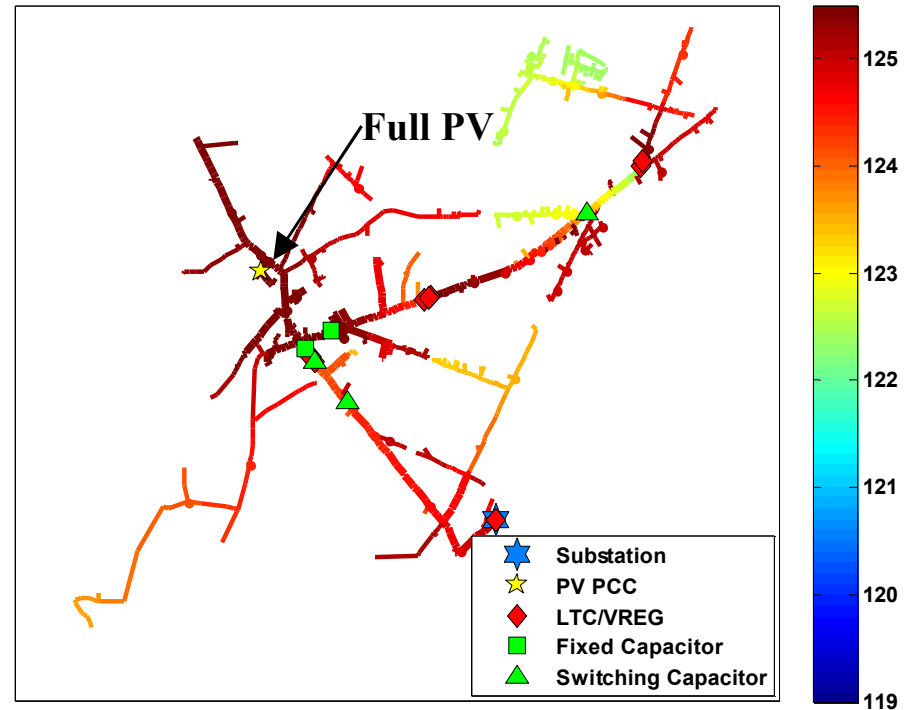 Full PV
Substation
PV PCC
LTC/VREG
Fixed Capacitor
Switching Capacitor
125
124
123
122
121
120
119